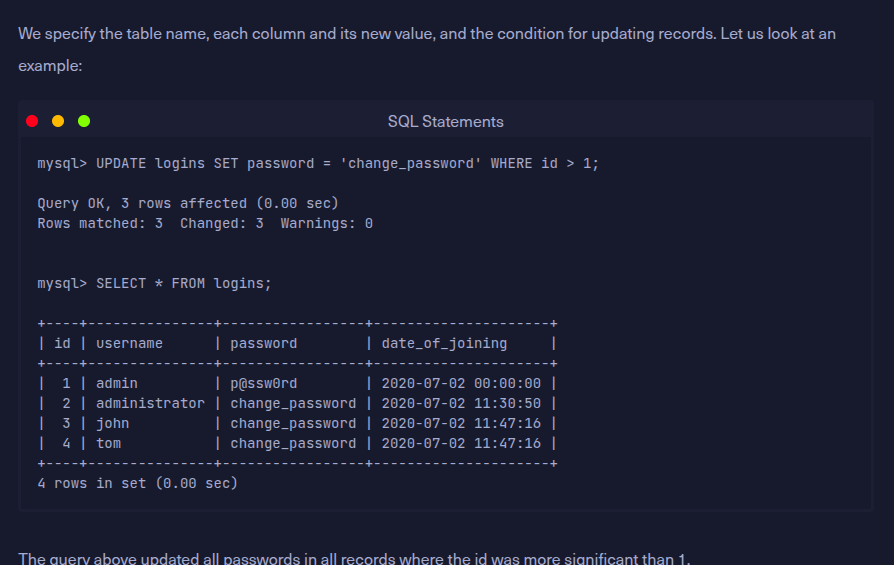 We specify the table name, each column and its new value, and the condition for updating records. Let us look at an
example:
SQL Statements
mysql> UPDATE logins SET password = 'change_password' WHERE id > 1;
Query OK, 3 rows affected (0.00 sec)
Rows matched: 3  Changed: 3  Warnings: 0
mysql> SELECT * FROM logins;
+----+---------------+-----------------+---------------------+
| id | username      | password        | date_of_joining     |
+----+---------------+-----------------+---------------------+
|  1 | admin         | p@ssw0rd        | 2020-07-02 00:00:00 |
|  2 | administrator | change_password | 2020-07-02 11:30:50 |
|  3 | john          | change_password | 2020-07-02 11:47:16 |
|  4 | tom           | change_password | 2020-07-02 11:47:16 |
+----+---------------+-----------------+---------------------+
4 rows in set (0.00 sec)
The query above updated all passwords in all records where the id was more significant than 1.